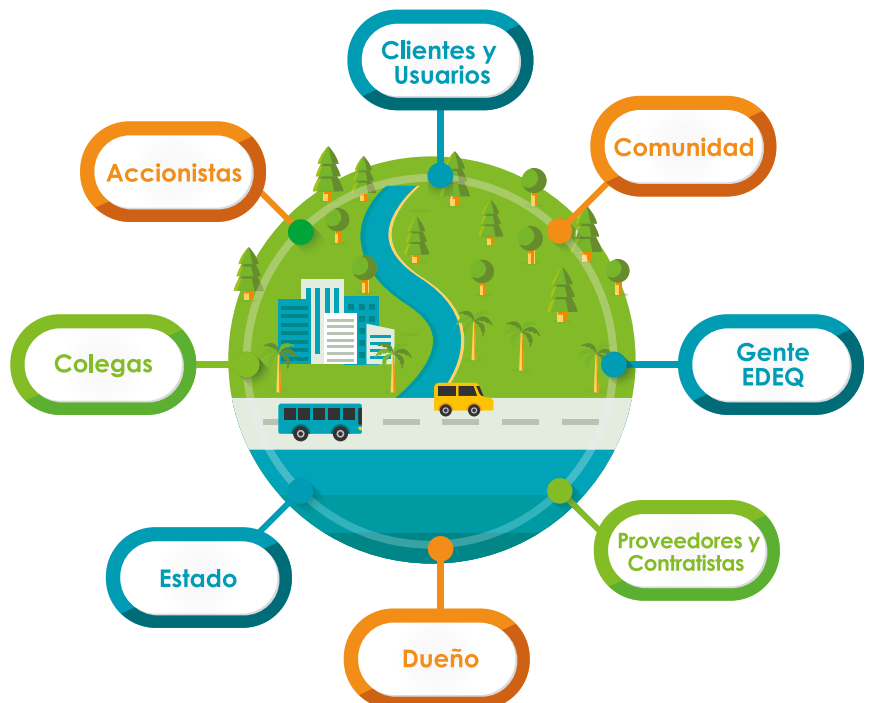 Clientes y
Usuarios
Comunidad
Accionistas
Gente
EDEQ
Colegas
Proveedores y
Contratistas
Estado
Dueño